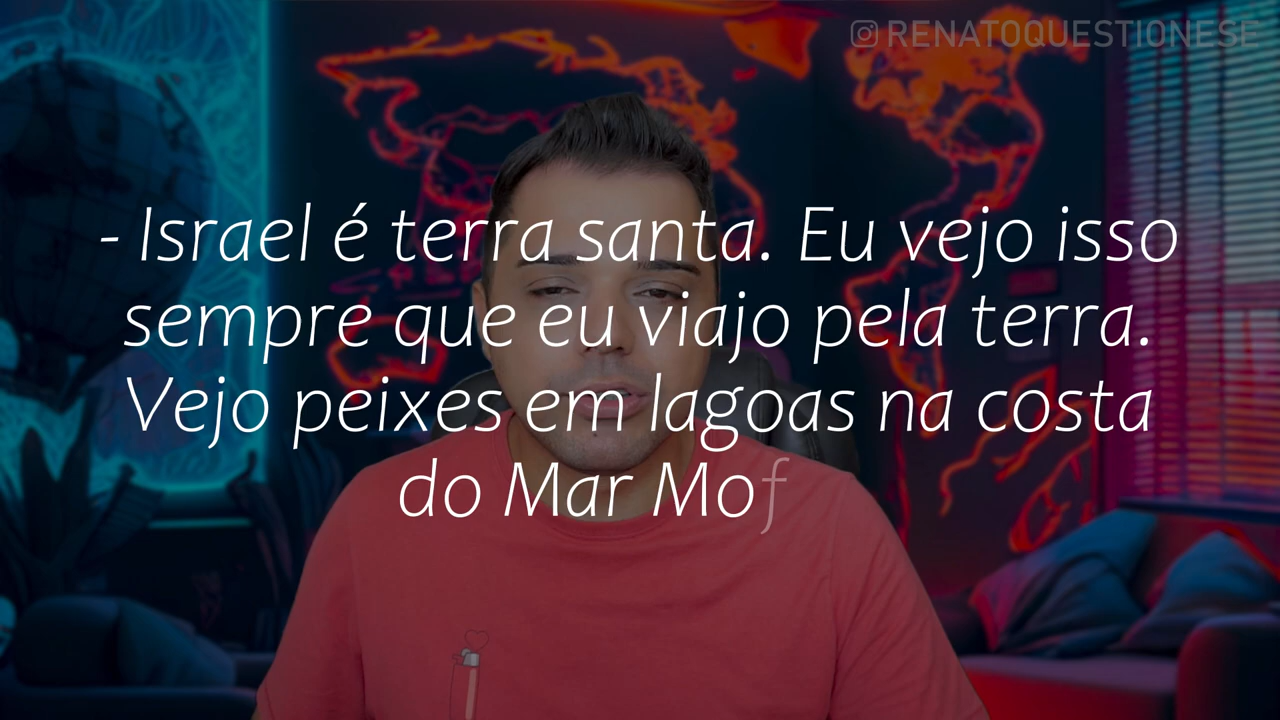 RENATOQUESTIONESE
- Israel é terra santa. Eu vejo isso
sempre que eu viajo pela terra.
Vejo peixes em lagoas na costa
do Mar Mof